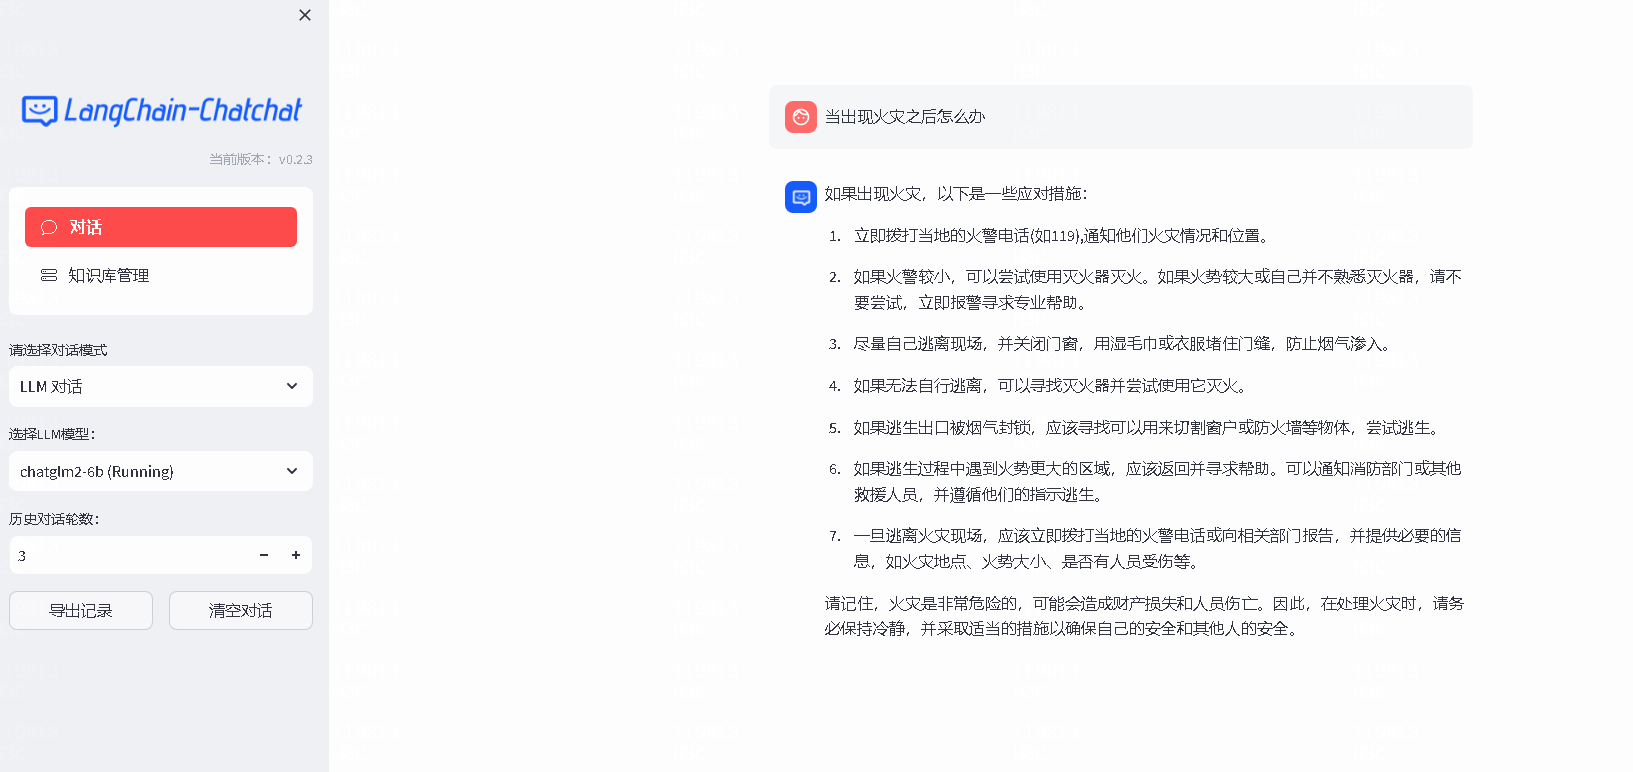 LangChain-Chatchat
当前版本：v0.2.3
对话
知识库管理
请选择对话模式
LLM 对话
选择LLM模型：
chatglm2-6b (Running)
历史对话轮数：
3
导出记录
清空对话
当出现火灾之后怎么办
如果出现火灾，以下是一些应对措施：
1. 立即拨打当地的火警电话(如119),通知他们火灾情况和位置。
2. 如果火警较小，可以尝试使用灭火器灭火。如果火势较大或自己并不熟悉灭火器，请不
要尝试，立即报警寻求专业帮助。
3. 尽量自己逃离现场，并关闭门窗，用湿毛巾或衣服堵住门缝，防止烟气渗入。
4. 如果无法自行逃离，可以寻找灭火器并尝试使用它灭火。
5. 如果逃生出口被烟气封锁，应该寻找可以用来切割窗户或防火墙等物体，尝试逃生。
6. 如果逃生过程中遇到火势更大的区域，应该返回并寻求帮助。可以通知消防部门或其他
救援人员，并遵循他们的指示逃生。
7. 一旦逃离火灾现场，应该立即拨打当地的火警电话或向相关部门报告，并提供必要的信
息，如火灾地点、火势大小、是否有人员受伤等。
请记住，火灾是非常危险的，可能会造成财产损失和人员伤亡。因此，在处理火灾时，请务
必保持冷静，并采取适当的措施以确保自己的安全和其他人的安全。